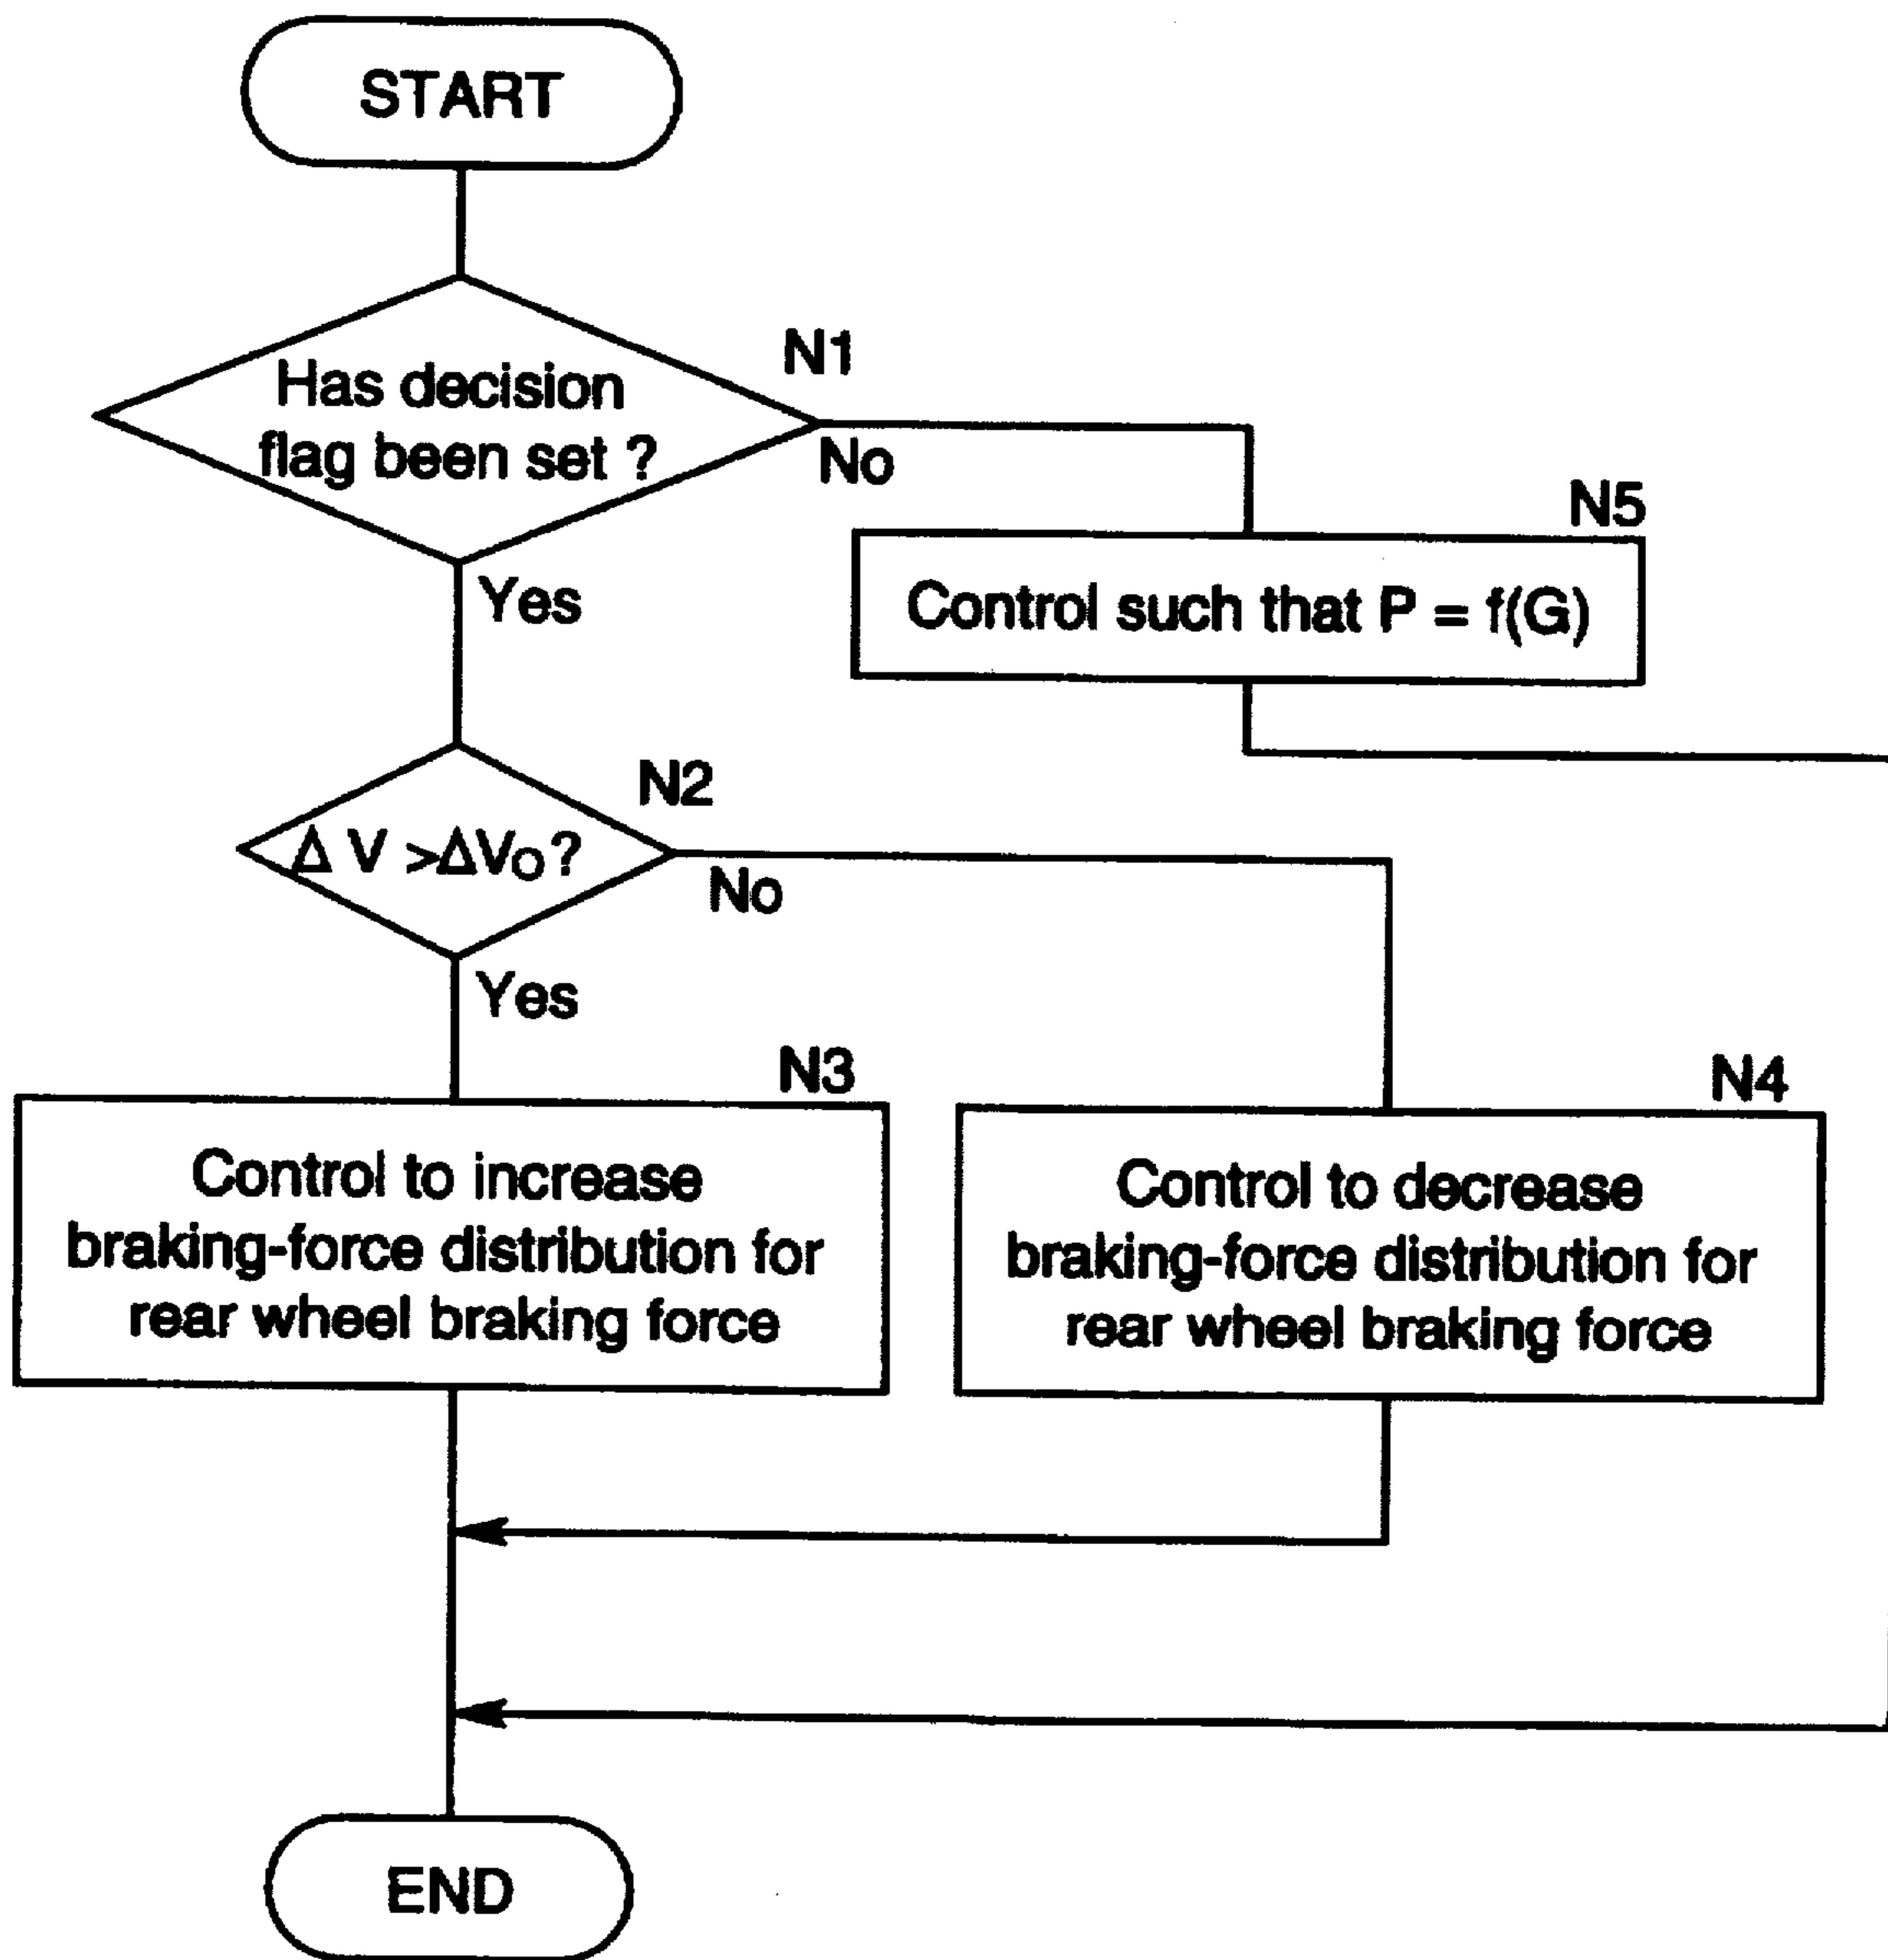 START
N1
Has decision
flag been set ?
No
Yes
N5
Control such that P = f(G)
N2
Δ V >ΔVo?
No
Yes
N3
Control to increase
braking-force distribution for
rear wheel braking force
N4
Control to decrease
braking-force distribution for
rear wheel braking force
END